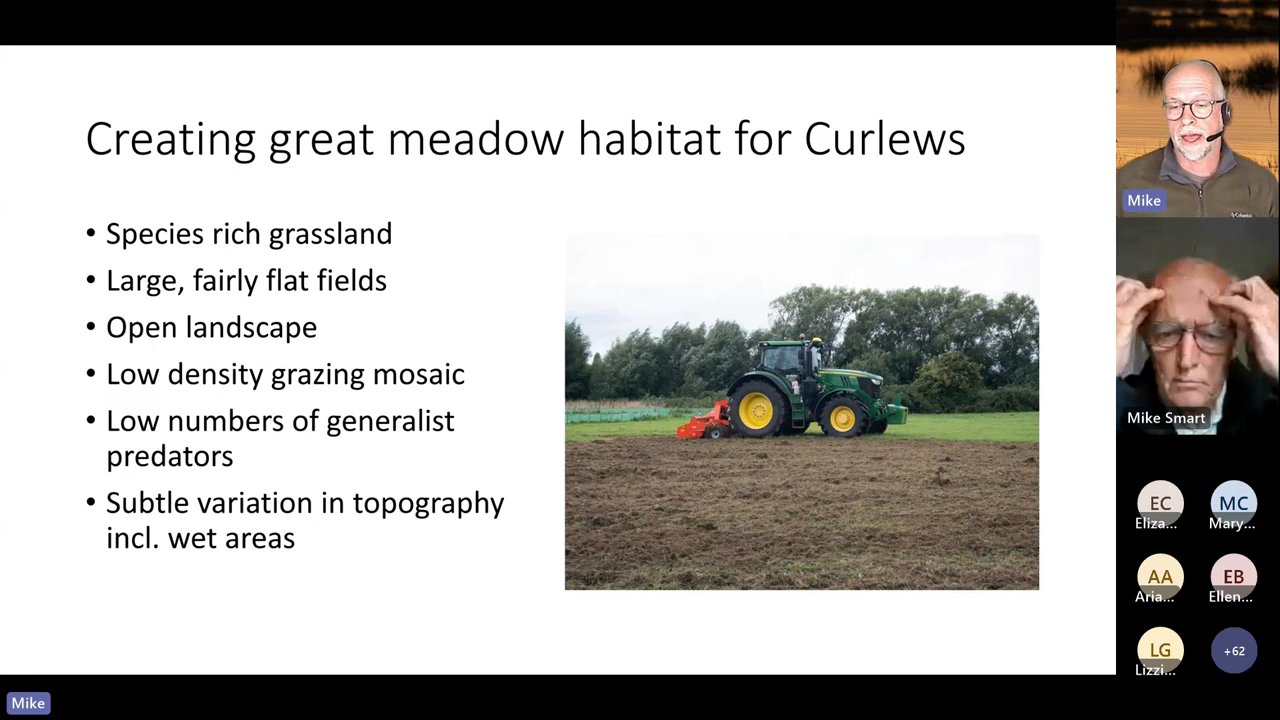 Creating great meadow habitat for Curlews
• Species rich grassland
• Large, fairly flat fields
• Open landscape
• Low density grazing mosaic
• Low numbers of generalist
predators
• Subtle variation in topography
incl. wet areas
Mike
Mike Smart
EC
Eliza...
MC
Mary...
AA
Aria...
EB
Ellen...
LG
Lizzi...
+62
Mike